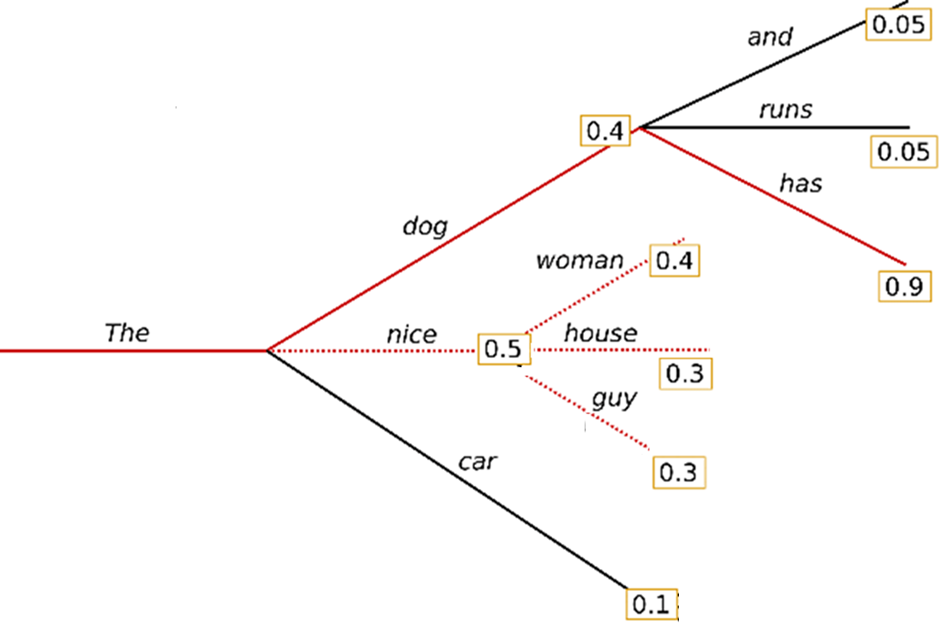 and
0.05
runs
0.4
0.05
has
dog
woman
0.4
0.9
The
nice
0.5
house
0.3
guy
car
0.3
0.1